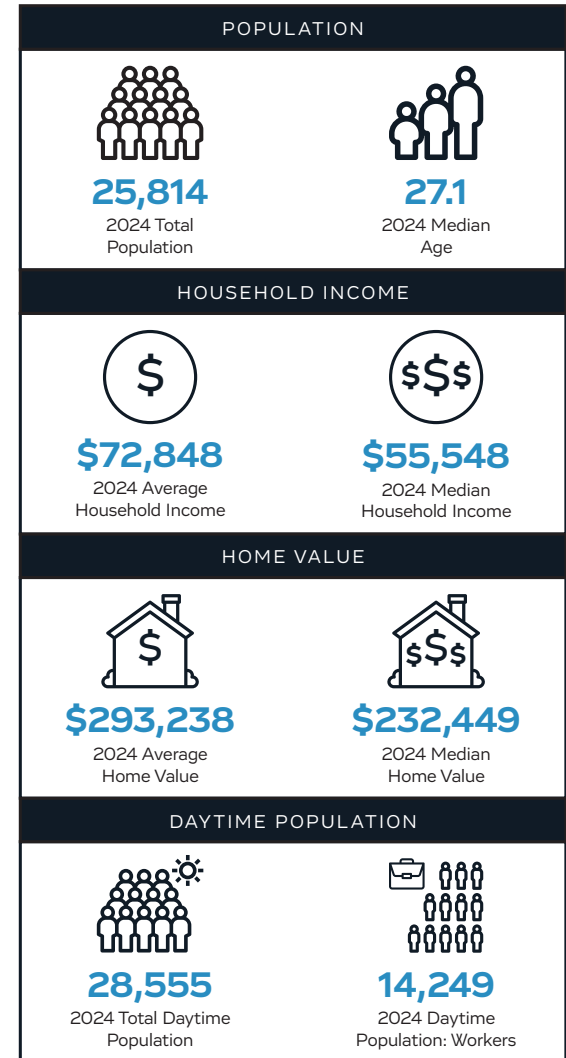 POPULATION
25,814
2024 Total
Population
27.1
2024 Median
Age
HOUSEHOLD INCOME
$
$72,848
2024 Average
Household Income
$$$
$55,548
2024 Median
Household Income
HOME VALUE
$
$293,238
2024 Average
Home Value
$$$
$232,449
2024 Median
Home Value
DAYTIME POPULATION
28,555
2024 Total Daytime
Population
14,249
2024 Daytime
Population: Workers